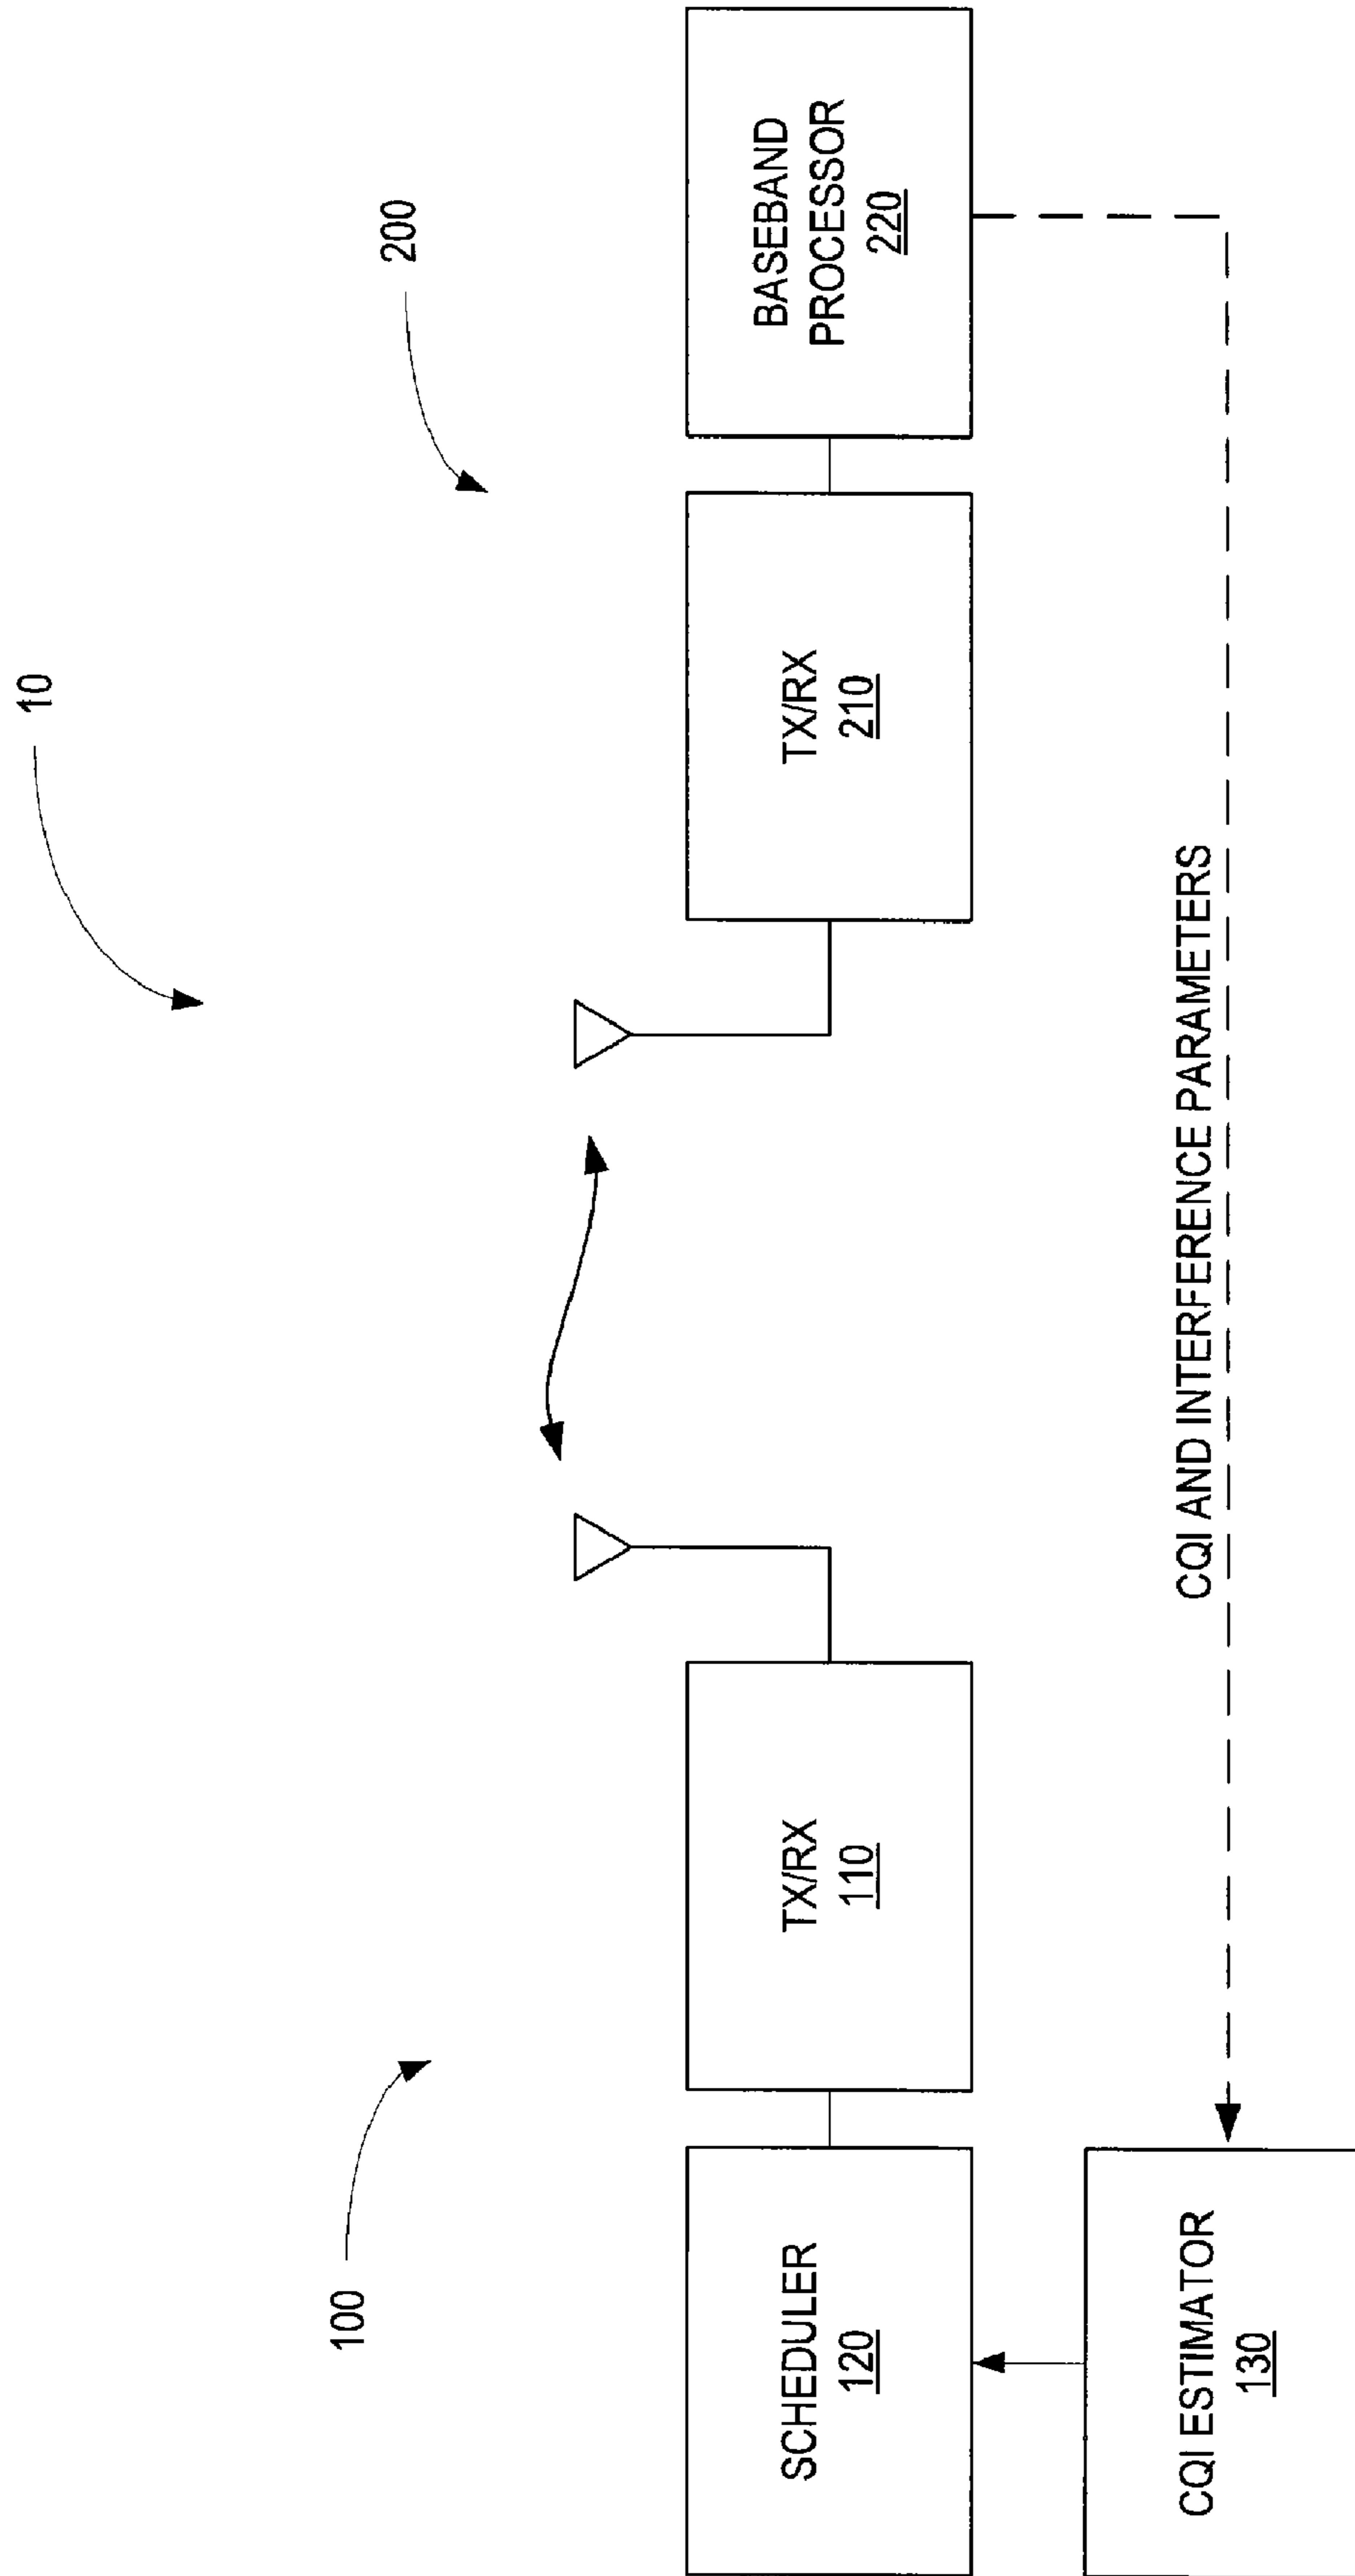 10
100
200
SCHEDULER
120
TX/RX
110
TX/RX
210
BASEBAND
PROCESSOR
220
CQI AND INTERFERENCE PARAMETERS
CQI ESTIMATOR
130